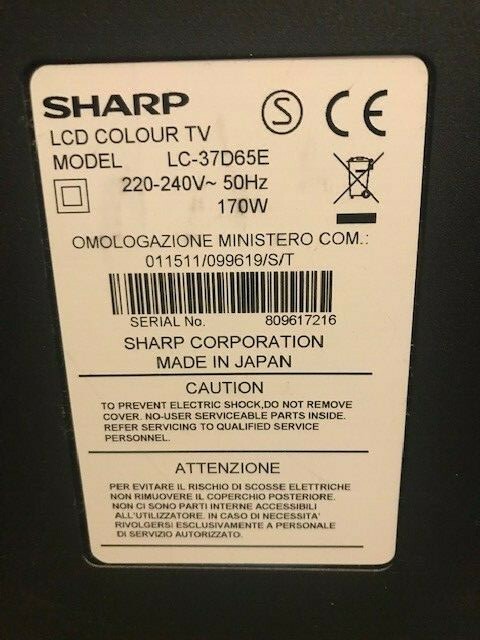 SHARP
S CE
LCD COLOUR TV
MODEL LC-37D65E
220-240V~ 50Hz
170W
OMOLOGAZIONE MINISTERO COM.:
011511/099619/S/T
SERIAL No. 809617216
SHARP CORPORATION
MADE IN JAPAN
CAUTION
TO PREVENT ELECTRIC SHOCK,DO NOT REMOVE
COVER. NO-USER SERVICEABLE PARTS INSIDE.
REFER SERVICING TO QUALIFIED SERVICE
PERSONNEL.
ATTENZIONE
PER EVITARE IL RISCHIO DI SCOSSE ELETTRICHE
NON RIMUOVERE IL COPERCHIO POSTERIORE.
NON CI SONO PARTI INTERNE ACCESSIBILI
ALL'UTILIZZATORE. IN CASO DI NECESSITA'
RIVOLGERSI ESCLUSIVAMENTE A PERSONALE
DI SERVIZIO AUTORIZZATO.